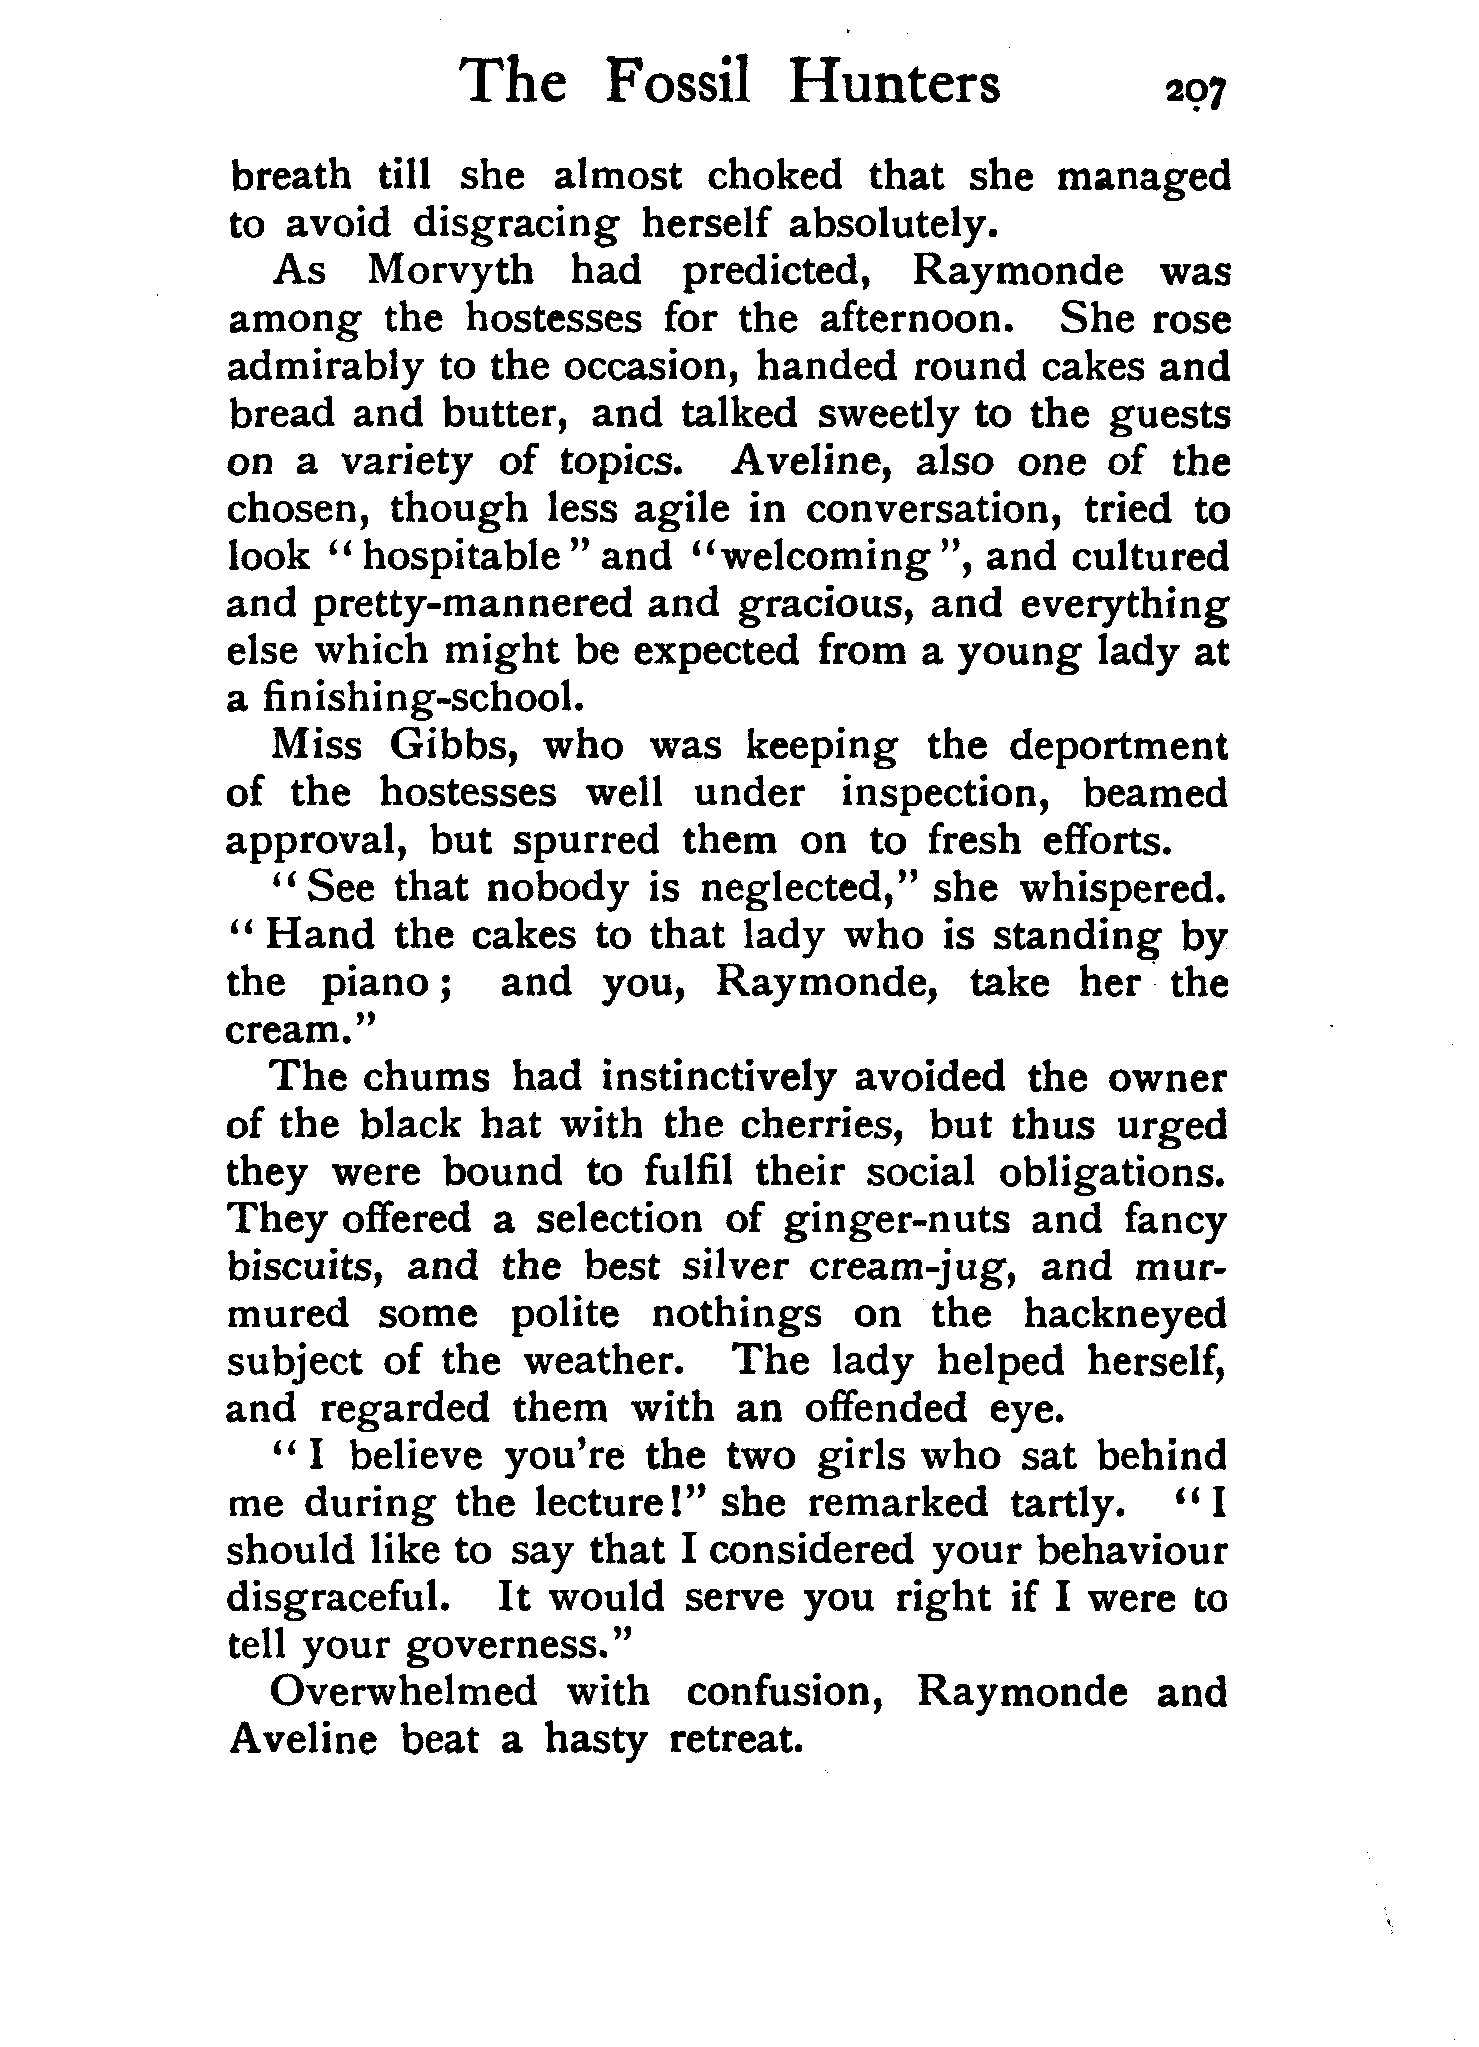 The Fossil Hunters 207
breath till she almost choked that she managed
to avoid disgracing herself absolutely.
As Morvyth had predicted, Raymonde was
among the hostesses for the afternoon. She rose
admirably to the occasion, handed round cakes and
bread and butter, and talked sweetly to the guests
on a variety of topics. Aveline, also one of the
chosen, though less agile in conversation, tried to
look “hospitable” and “welcoming”, and cultured
and pretty-mannered and gracious, and everything
else which might be expected from a young lady at
a finishing-school.
Miss Gibbs, who was keeping the deportment
of the hostesses well under inspection, beamed
approval, but spurred them on to fresh efforts.
“See that nobody is neglected,” she whispered.
“Hand the cakes to that lady who is standing by
the piano; and you, Raymonde, take her the
cream.”
The chums had instinctively avoided the owner
of the black hat with the cherries, but thus urged
they were bound to fulfil their social obligations.
They offered a selection of ginger-nuts and fancy
biscuits, and the best silver cream-jug, and mur-
mured some polite nothings on the hackneyed
subject of the weather. The lady helped herself,
and regarded them with an offended eye.
“I believe you're the two girls who sat behind
me during the lecture!” she remarked tartly. “I
should like to say that I considered your behaviour
disgraceful. It would serve you right if I were to
tell your governess.”
Overwhelmed with confusion, Raymonde and
Aveline beat a hasty retreat.